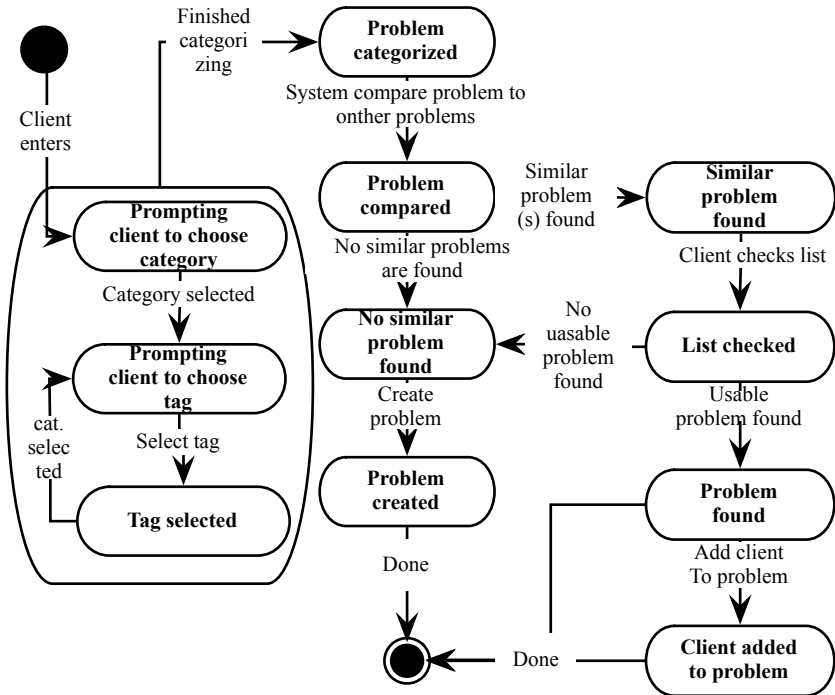 Finished
categori
zing
Problem
categorized
System compare problem to
onther problems
Client
enters
Problem
compared
Similar
problem
(s) found
Similar
problem
found
Prompting
client to choose
category
No similar problems
are found
Client checks list
Category selected
No similar
problem
found
No
uasable
problem
found
List checked
Prompting
client to choose
tag
Create
problem
Usable
problem found
cat.
selec
ted
Select tag
Problem
created
Problem
found
Tag selected
Done
Add client
To problem
Done
Client added
to problem